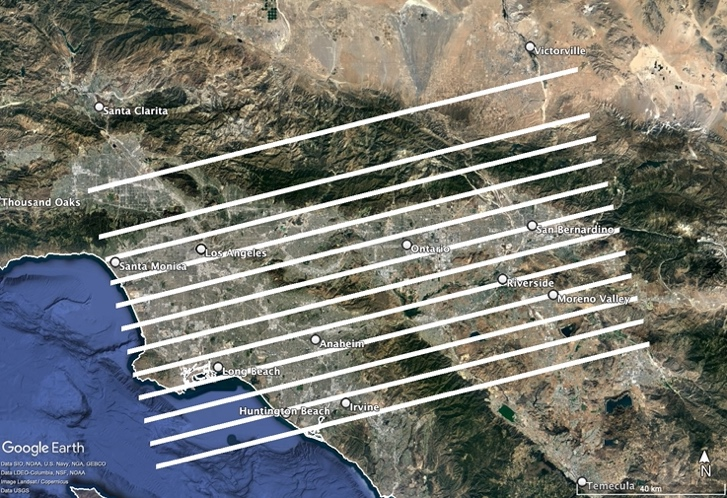 Victorville
Santa Clarita
Thousand Oaks
San Bernardino
Ontario
Los Angeles
Santa Monica
Riverside
Moreno Valley
Anaheim
Long Beach
Huntington Beach
Irvine
Google Earth
Data SIO, NOAA, U.S. Navy, NGA, GEBCO
Data LDEO-Columbia, NSF, NOAA
Image Landsat / Copernicus
Data USGS
N
Temecula
40 km